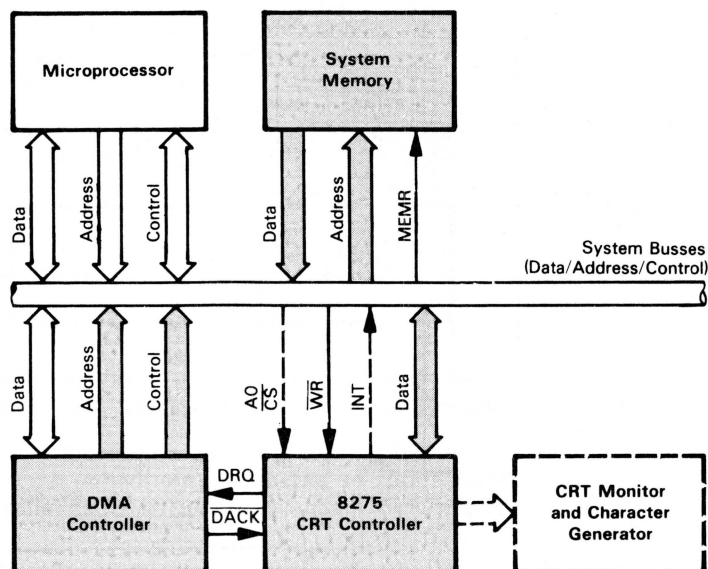 Microprocessor
System
Memory
Data
Address
Control
Data
Address
MEMR
System Busses
(Data/Address/Control)
Data
Address
Control
A0
CS
WR
INT
Data
DMA
Controller
DRQ
DACK
8275
CRT Controller
CRT Monitor
and Character
Generator